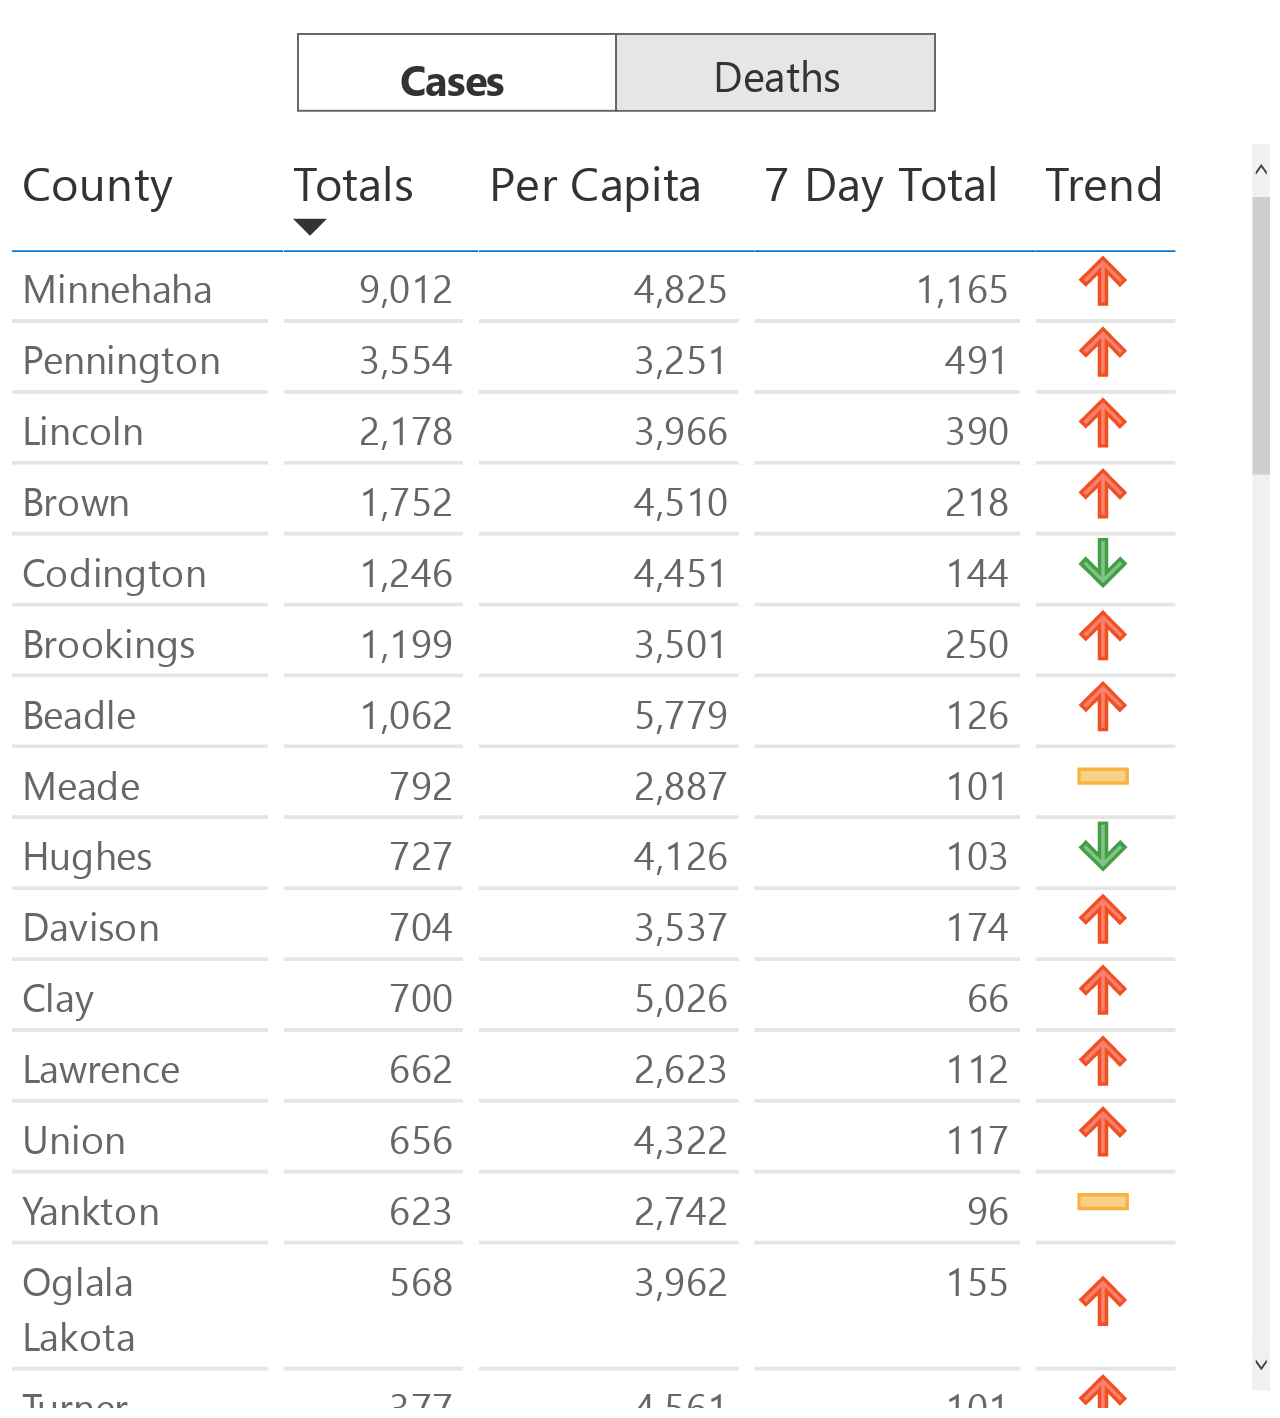 Cases Deaths
County Totals Per Capita 7 Day Total Trend
Minnehaha 9,012 4,825 1,165
Pennington 3,554 3,251 491
Lincoln 2,178 3,966 390
Brown 1,752 4,510 218
Codington 1,246 4,451 144
Brookings 1,199 3,501 250
Beadle 1,062 5,779 126
Meade 792 2,887 101
Hughes 727 4,126 103
Davison 704 3,537 174
Clay 700 5,026 66
Lawrence 662 2,623 112
Union 656 4,322 117
Yankton 623 2,742 96
Oglala 568 3,962 155
Lakota
Turner 377 4,561 101